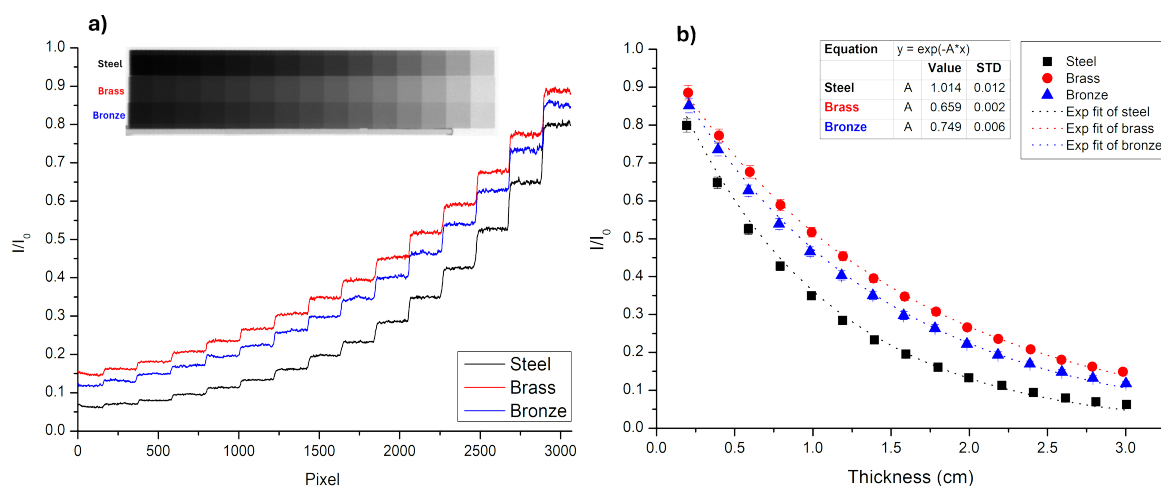 a)
Steel
Brass
Bronze
1.0
0.9
0.8
0.7
0.6
0.5
0.4
0.3
0.2
0.1
0.0
I/I₀
0 500 1000 1500 2000 2500 3000
Pixel
Steel
Brass
Bronze
b)
Equation y = exp(-A*x)
Value STD
Steel A 1.014 0.012
Brass A 0.659 0.002
Bronze A 0.749 0.006
Steel
Brass
Bronze
Exp fit of steel
Exp fit of brass
Exp fit of bronze
1.0
0.9
0.8
0.7
0.6
0.5
0.4
0.3
0.2
0.1
0.0
I/I₀
0.0 0.5 1.0 1.5 2.0 2.5 3.0
Thickness (cm)